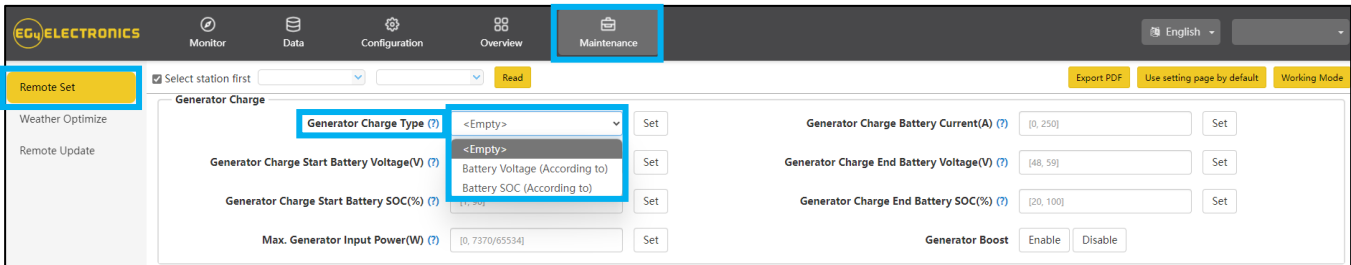 EG4 ELECTRONICS
Monitor
Data
Configuration
Overview
Maintenance
English
Remote Set
Weather Optimize
Remote Update
Select station first
Read
Export PDF
Use setting page by default
Working Mode
Generator Charge
Generator Charge Type (?)
<Empty>
Set
Generator Charge Battery Current(A) (?)
[0, 250]
Set
<Empty>
Battery Voltage (According to)
Battery SOC (According to)
Generator Charge Start Battery Voltage(V) (?)
Set
Generator Charge End Battery Voltage(V) (?)
[48, 59]
Set
Generator Charge Start Battery SOC(%) (?)
Set
Generator Charge End Battery SOC(%) (?)
[20, 100]
Set
Max. Generator Input Power(W) (?)
[0, 7370/65534]
Set
Generator Boost
Enable
Disable